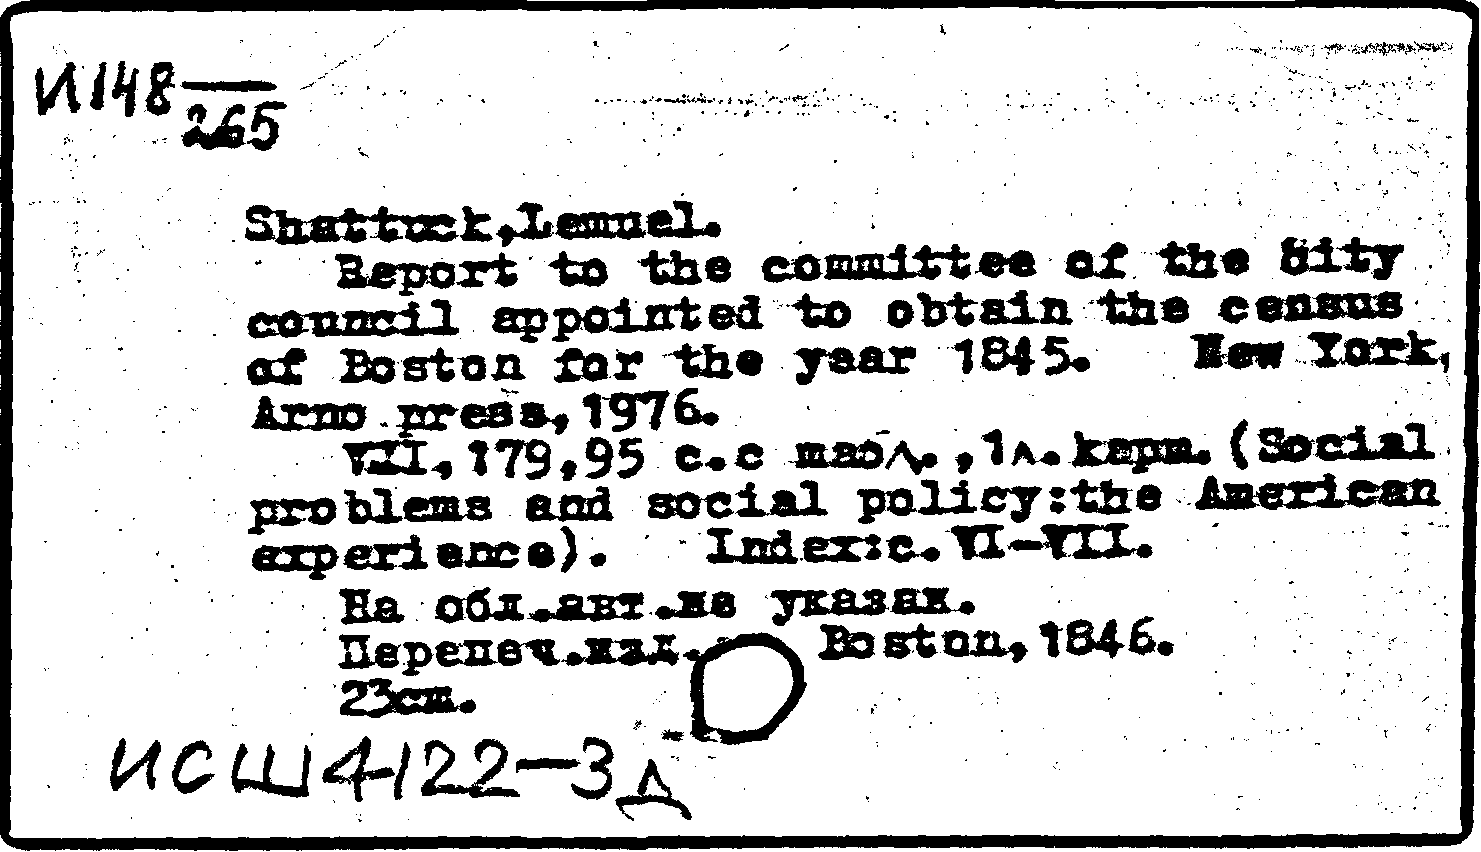 И148
265
Shattuck,Lemuel.
Report to the committee of the City
council appointed to obtain the census
of Boston for the year 1845. New York,
Arno press,1976.
VII,179,95 с.с табл.,1л.карт.(Social
problems and social policy:the American
experience). Index:c.VI-VII.
На обл.авт.не указан.
Перепеч.изд. Boston,1846.
23cm.
ИСШ4122-3Д